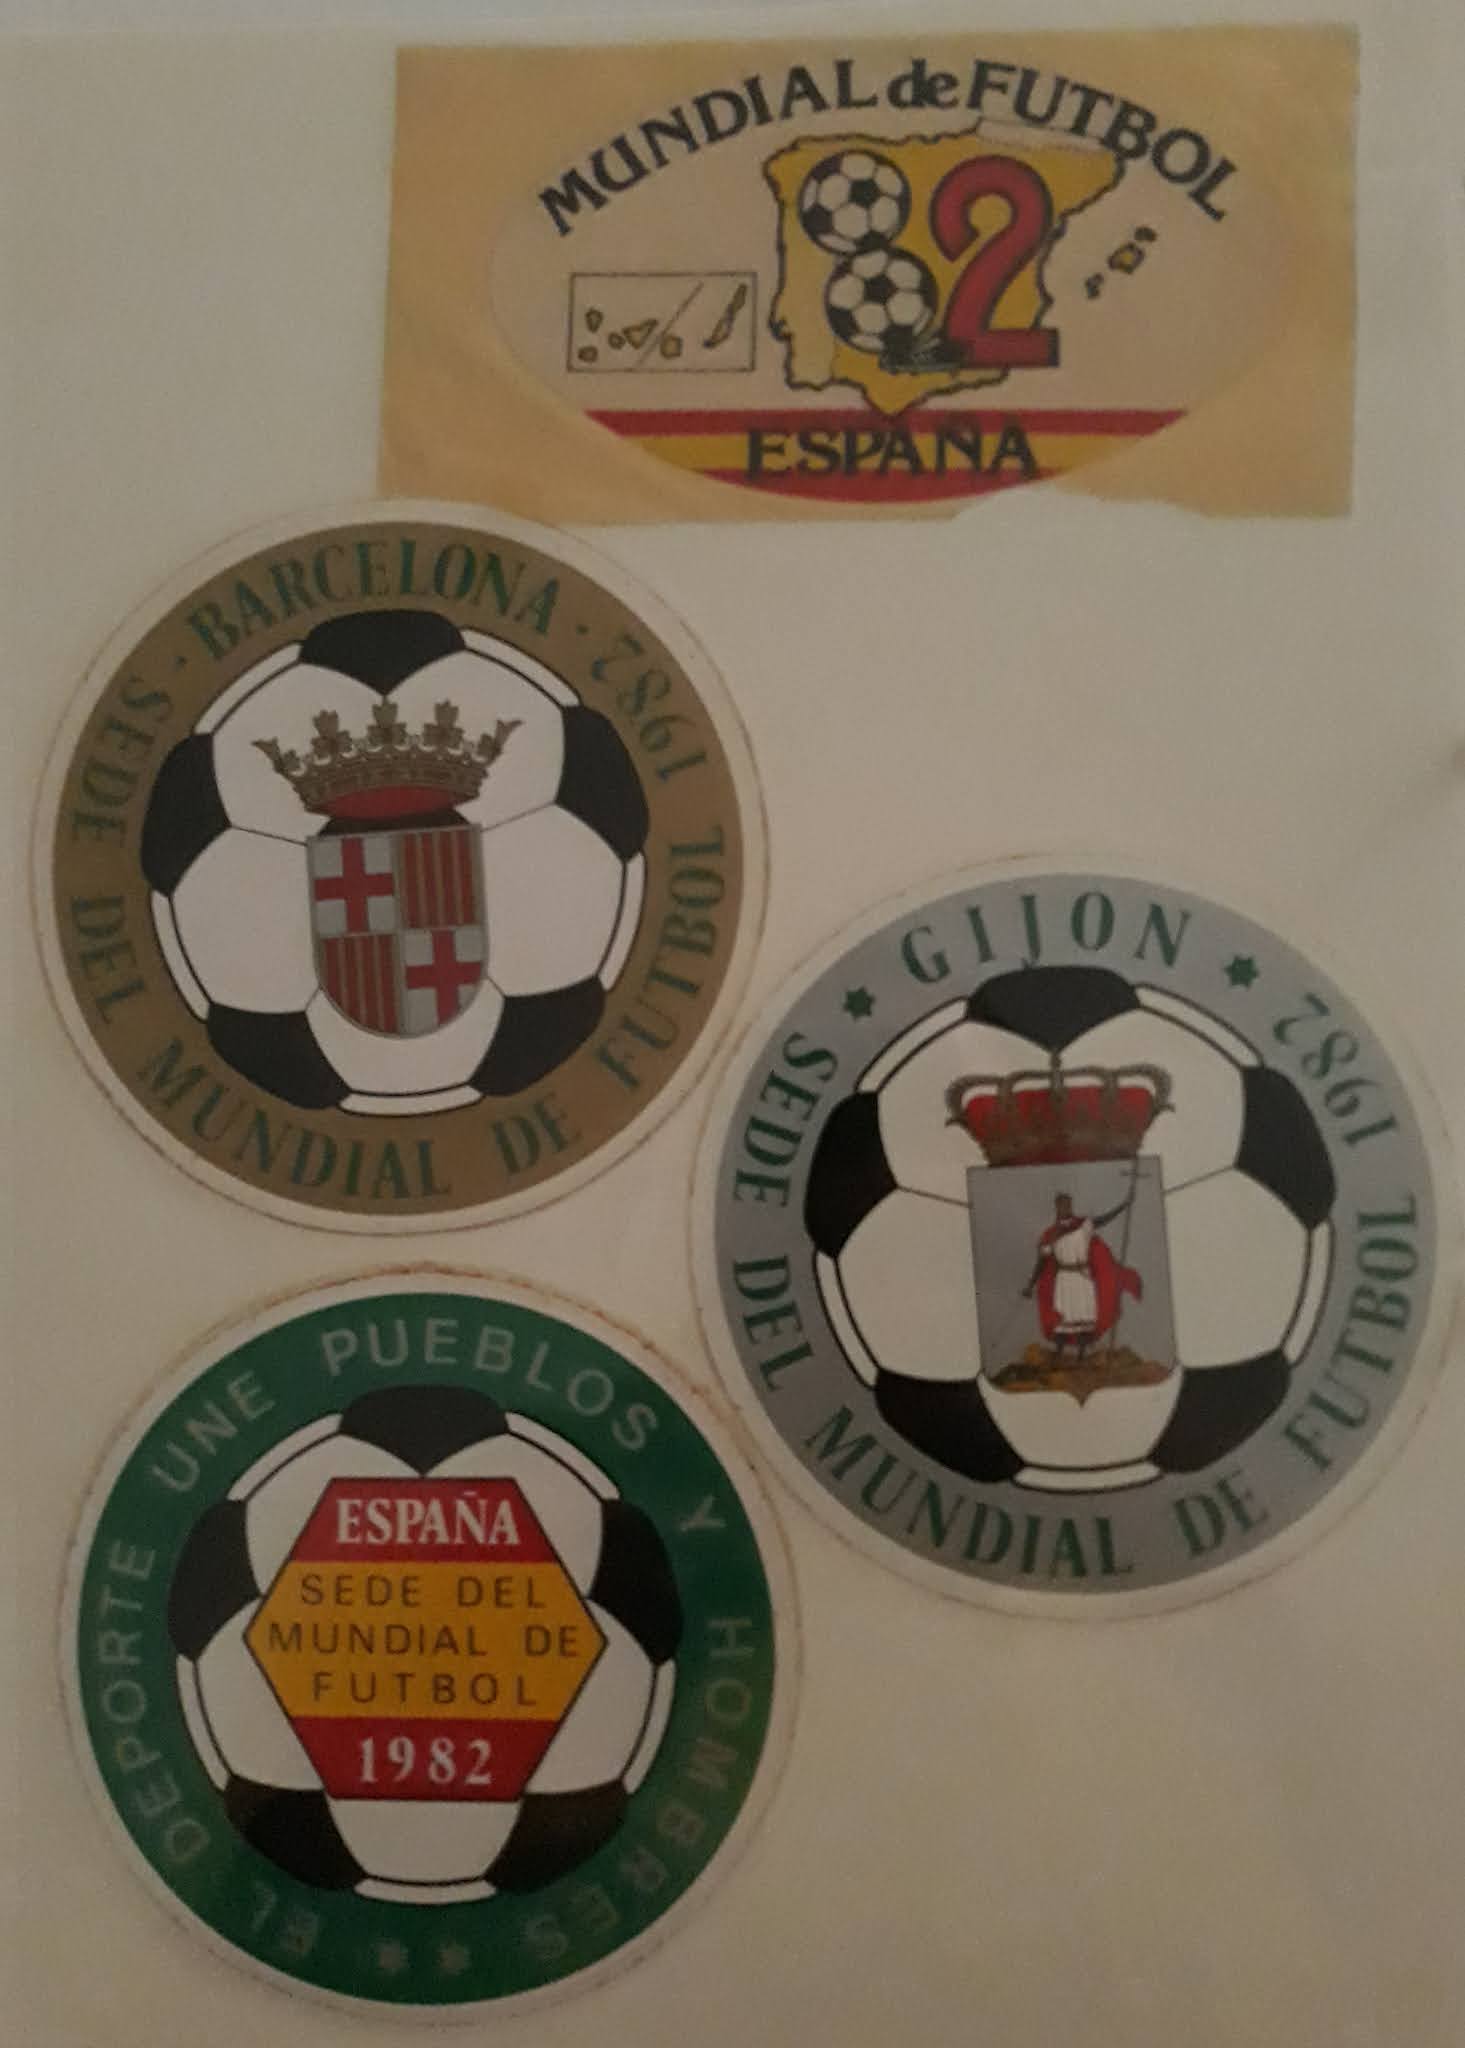 MUNDIAL de FUTBOL
82
ESPAÑA
BARCELONA · 1982
SEDE DEL MUNDIAL DE FUTBOL
GIJON
SEDE DEL MUNDIAL DE FUTBOL 1982
EL DEPORTE UNE PUEBLOS Y HOMBRES
ESPAÑA
SEDE DEL
MUNDIAL DE
FUTBOL
1982